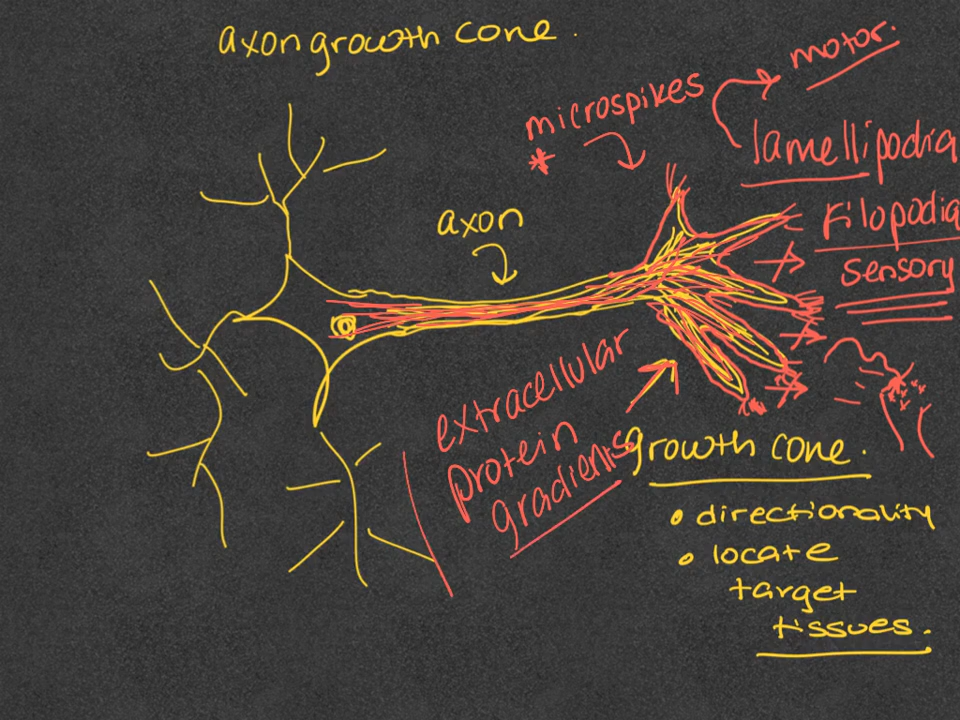 axon growth cone.
motor.
microspikes
lamellipodia
axon
Filopodia
sensory
extracellular
protein
gradients
growth cone.
• directionality
• locate
target
tissues.